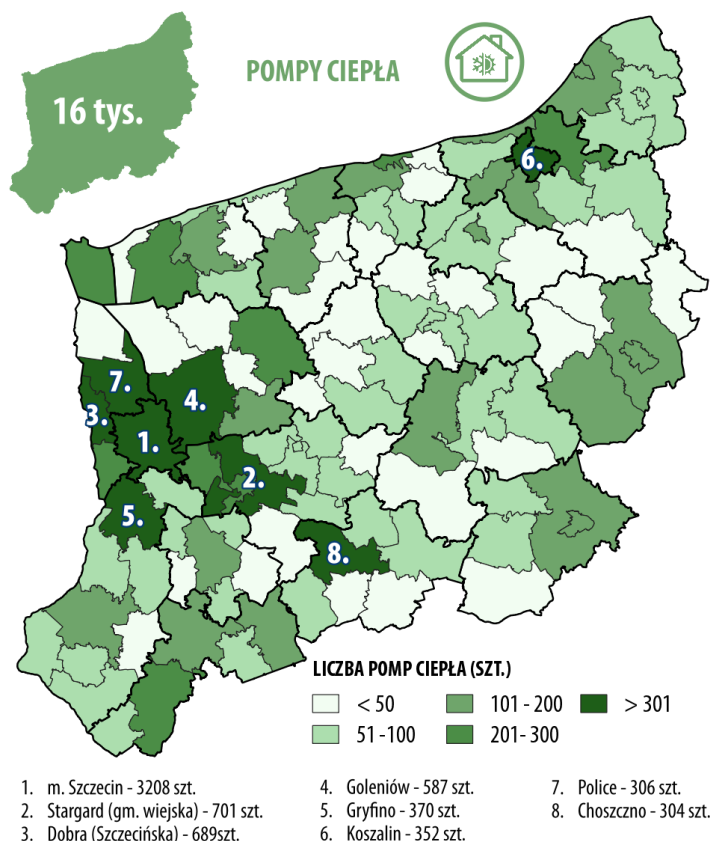 POMPY CIEPŁA
16 tys.
6.
7.
3.
4.
1.
2.
5.
8.
LICZBA POMP CIEPŁA (SZT.)
< 50
101 - 200
> 301
51 -100
201- 300
1. m. Szczecin - 3208 szt.
2. Stargard (gm. wiejska) - 701 szt.
3. Dobra (Szczecińska) - 689szt.
4. Goleniów - 587 szt.
5. Gryfino - 370 szt.
6. Koszalin - 352 szt.
7. Police - 306 szt.
8. Choszczno - 304 szt.